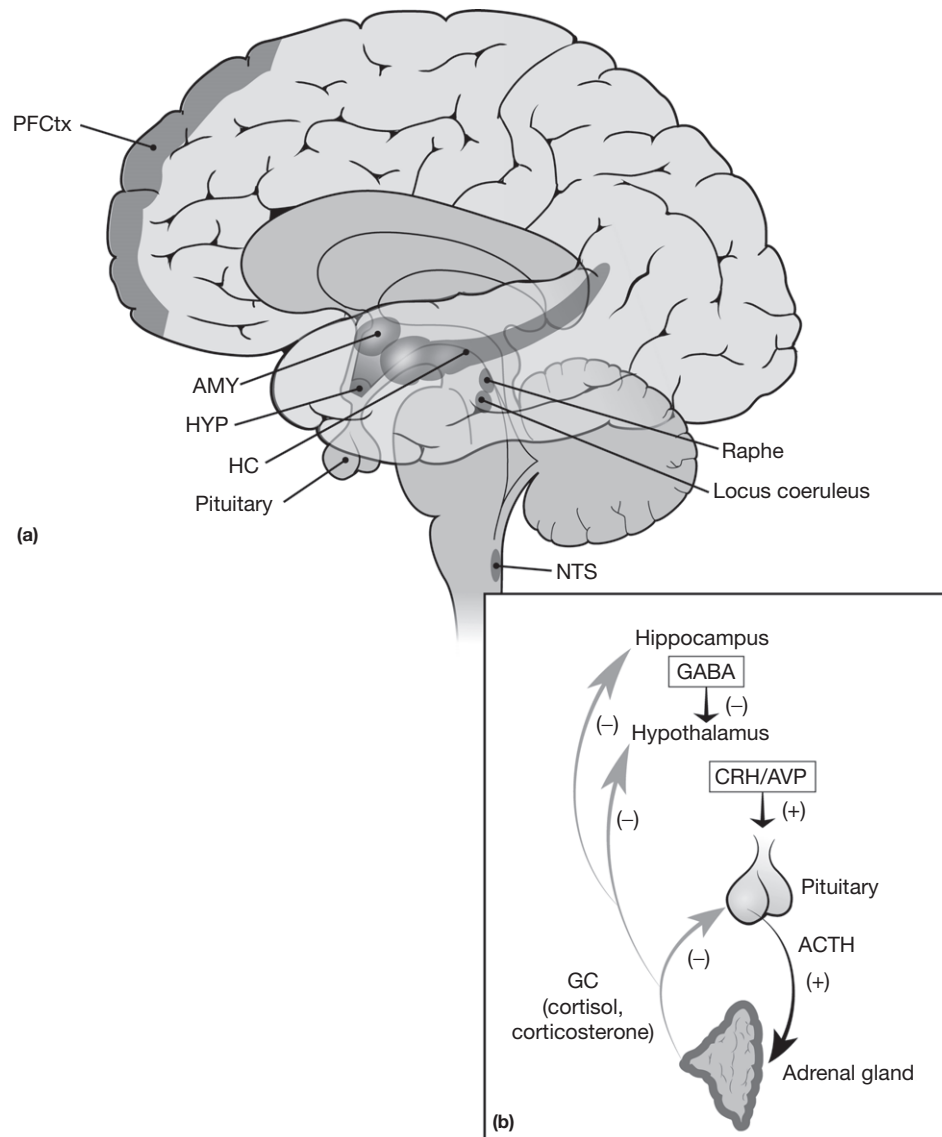 PFCtx
AMY
HYP
HC
Pituitary
Raphe
Locus coeruleus
(a)
NTS
Hippocampus
GABA
(–)
(–)
Hypothalamus
CRH/AVP
(+)
(–)
Pituitary
ACTH
(–)
(+)
GC
(cortisol,
corticosterone)
Adrenal gland
(b)